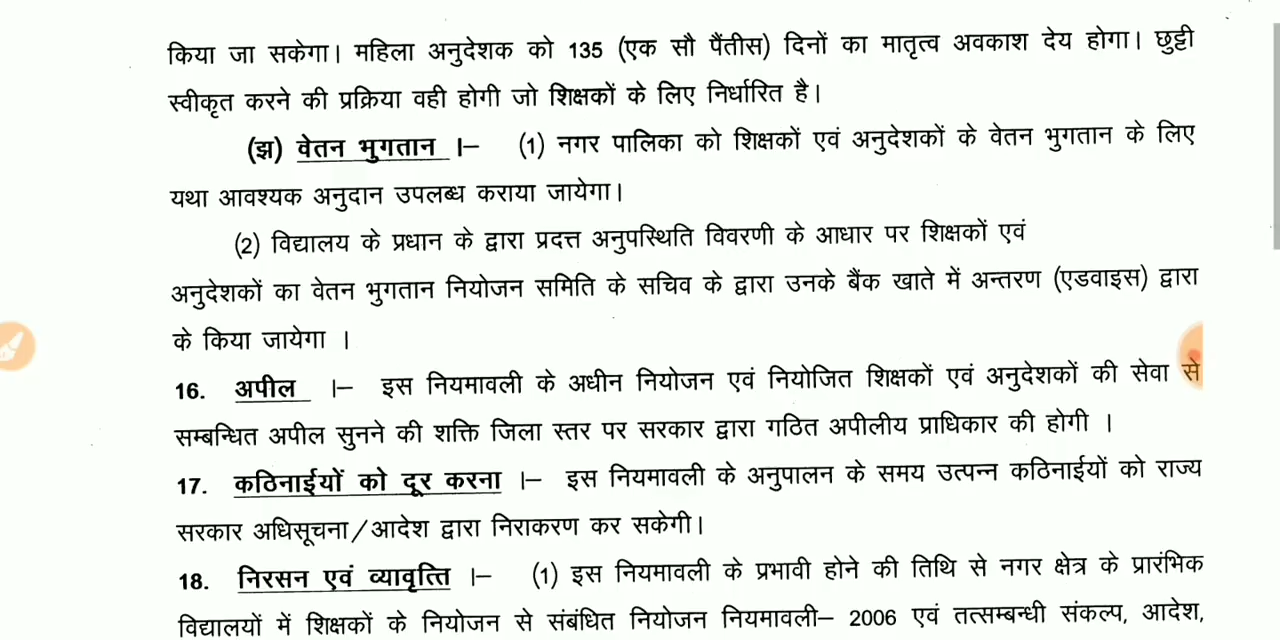 किया जा सकेगा। महिला अनुदेशक को 135 (एक सौ पैंतीस) दिनों का मातृत्व अवकाश देय होगा। छुट्टी
स्वीकृत करने की प्रक्रिया वही होगी जो शिक्षकों के लिए निर्धारित है।
(झ) वेतन भुगतान ।– (1) नगर पालिका को शिक्षकों एवं अनुदेशकों के वेतन भुगतान के लिए
यथा आवश्यक अनुदान उपलब्ध कराया जायेगा।
(2) विद्यालय के प्रधान के द्वारा प्रदत्त अनुपस्थिति विवरणी के आधार पर शिक्षकों एवं
अनुदेशकों का वेतन भुगतान नियोजन समिति के सचिव के द्वारा उनके बैंक खाते में अन्तरण (एडवाइस) द्वारा
के किया जायेगा ।
16. अपील ।– इस नियमावली के अधीन नियोजन एवं नियोजित शिक्षकों एवं अनुदेशकों की सेवा से
सम्बन्धित अपील सुनने की शक्ति जिला स्तर पर सरकार द्वारा गठित अपीलीय प्राधिकार की होगी ।
17. कठिनाईयों को दूर करना ।– इस नियमावली के अनुपालन के समय उत्पन्न कठिनाईयों को राज्य
सरकार अधिसूचना/आदेश द्वारा निराकरण कर सकेगी।
18. निरसन एवं व्यावृत्ति ।– (1) इस नियमावली के प्रभावी होने की तिथि से नगर क्षेत्र के प्रारंभिक
विद्यालयों में शिक्षकों के नियोजन से संबंधित नियोजन नियमावली– 2006 एवं तत्सम्बन्धी संकल्प, आदेश,